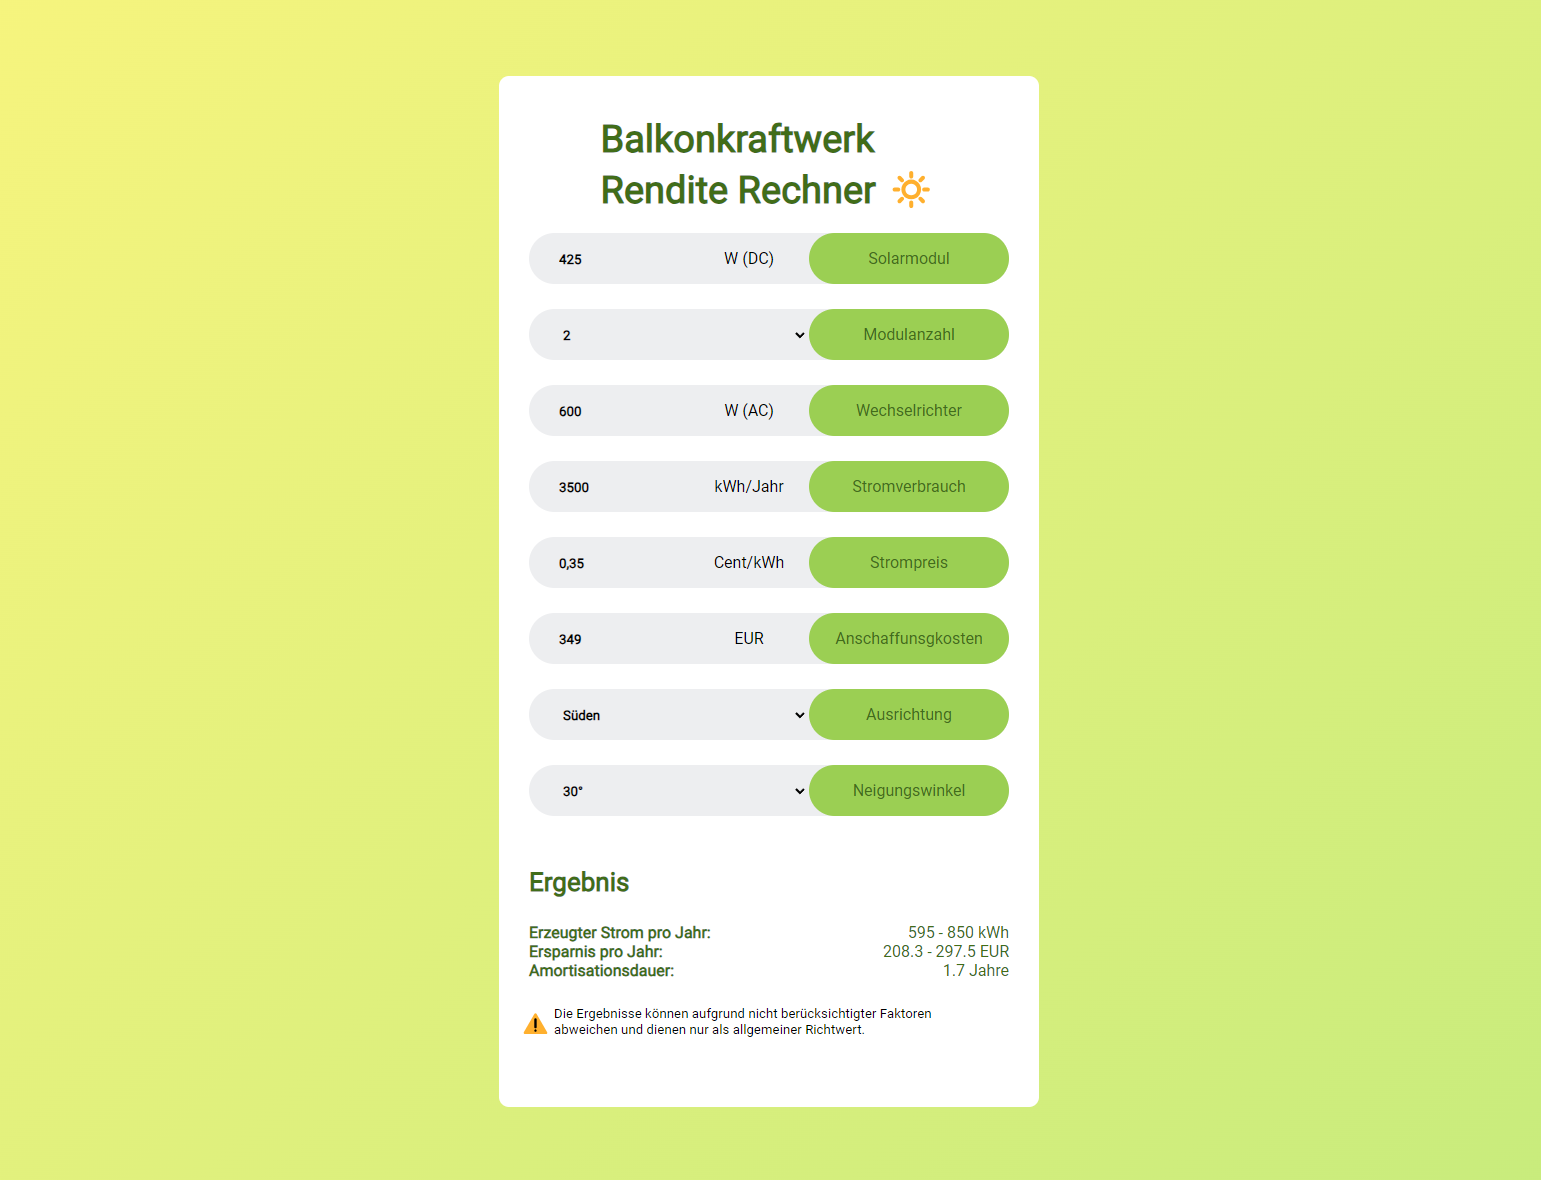 Balkonkraftwerk
Rendite Rechner
425 W (DC) Solarmodul
2 Modulanzahl
600 W (AC) Wechselrichter
3500 kWh/Jahr Stromverbrauch
0,35 Cent/kWh Strompreis
349 EUR Anschaffunsgkosten
Süden Ausrichtung
30° Neigungswinkel
Ergebnis
Erzeugter Strom pro Jahr: 595 - 850 kWh
Ersparnis pro Jahr: 208.3 - 297.5 EUR
Amortisationsdauer: 1.7 Jahre
Die Ergebnisse können aufgrund nicht berücksichtigter Faktoren
abweichen und dienen nur als allgemeiner Richtwert.